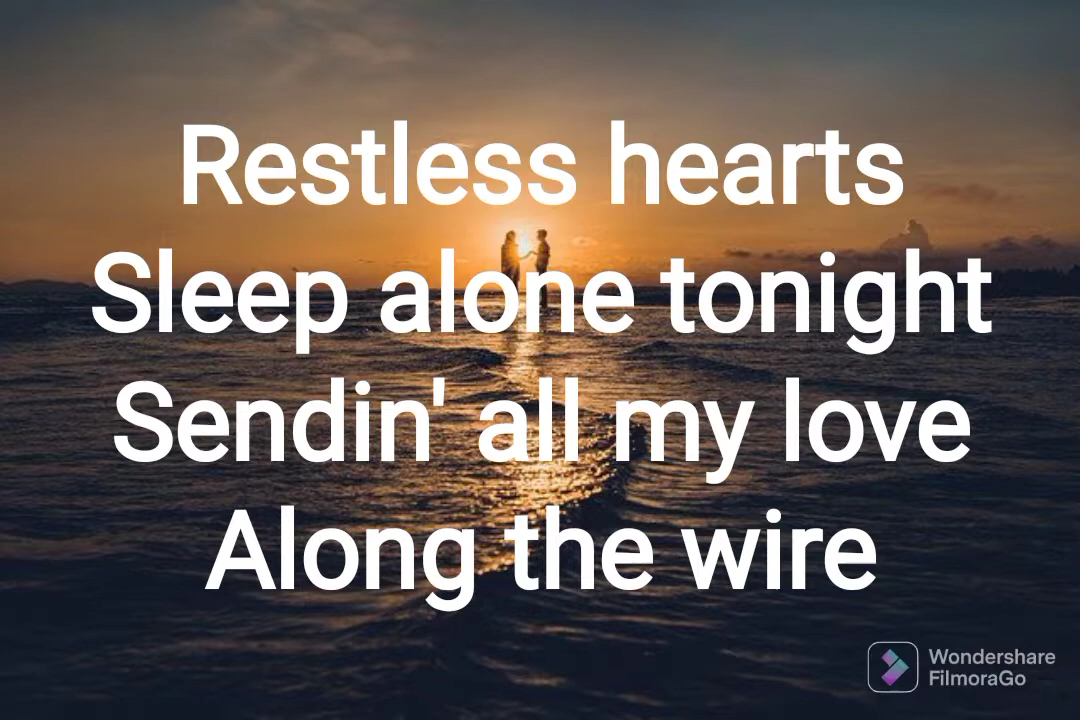 Restless hearts
Sleep alone tonight
Sendin' all my love
Along the wire
Wondershare
FilmoraGo